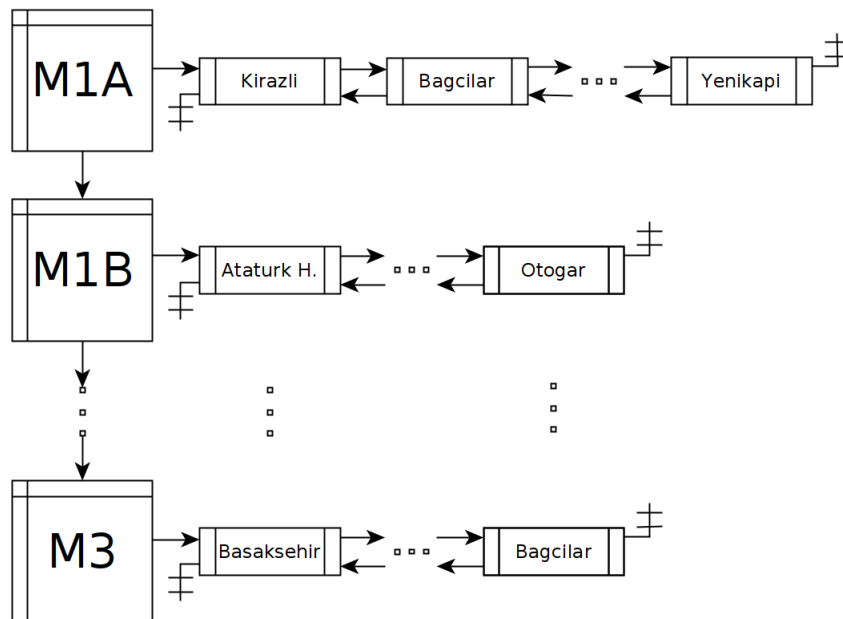 M1A
Kirazli
Bagcilar
Yenikapi
M1B
Ataturk H.
Otogar
M3
Basaksehir
Bagcilar